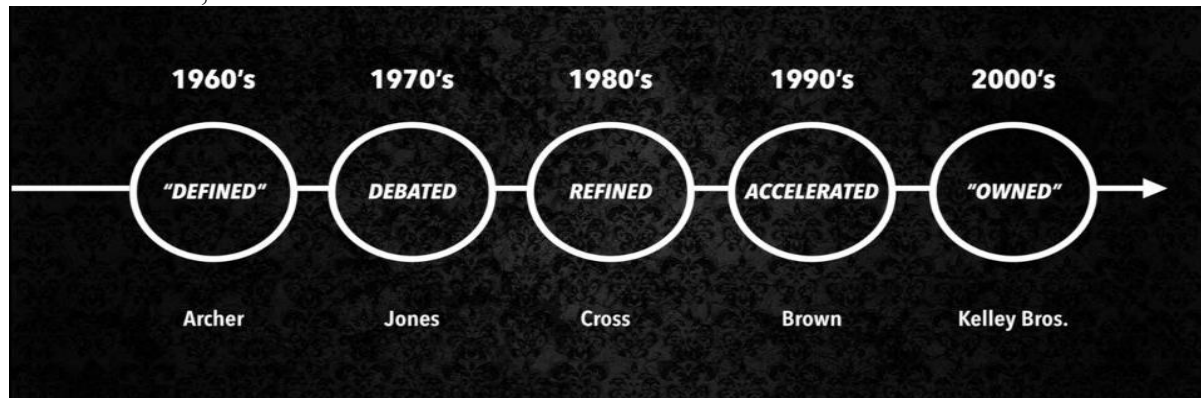 1960's 1970's 1980's 1990's 2000's
"DEFINED" DEBATED REFINED ACCELERATED "OWNED"
Archer Jones Cross Brown Kelley Bros.